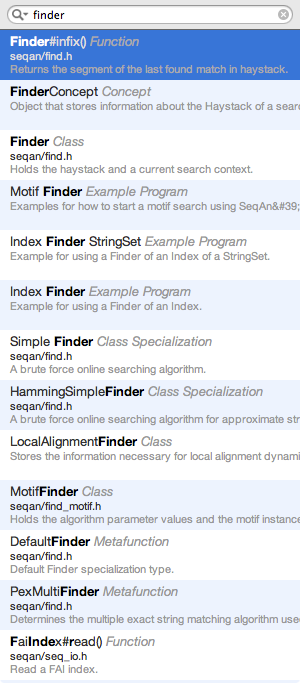 finder
Finder#infix() Function
seqan/find.h
Returns the segment of the last found match in haystack.
FinderConcept Concept
Object that stores information about the Haystack of a sear
Finder Class
seqan/find.h
Holds the haystack and a current search context.
Motif Finder Example Program
Examples for how to start a motif search using SeqAn&#39;
Index Finder StringSet Example Program
Example for using a Finder of an Index of a StringSet.
Index Finder Example Program
Example for using a Finder of an Index.
Simple Finder Class Specialization
seqan/find.h
A brute force online searching algorithm.
HammingSimpleFinder Class Specialization
seqan/find.h
A brute force online searching algorithm for approximate str
LocalAlignmentFinder Class
Stores the information necessary for local alignment dynami
MotifFinder Class
seqan/find_motif.h
Holds the algorithm parameter values and the motif instance
DefaultFinder Metafunction
seqan/find.h
Default Finder specialization type.
PexMultiFinder Metafunction
seqan/find.h
Determines the multiple exact string matching algorithm use
FaiIndex#read() Function
seqan/seq_io.h
Read a FAI index.